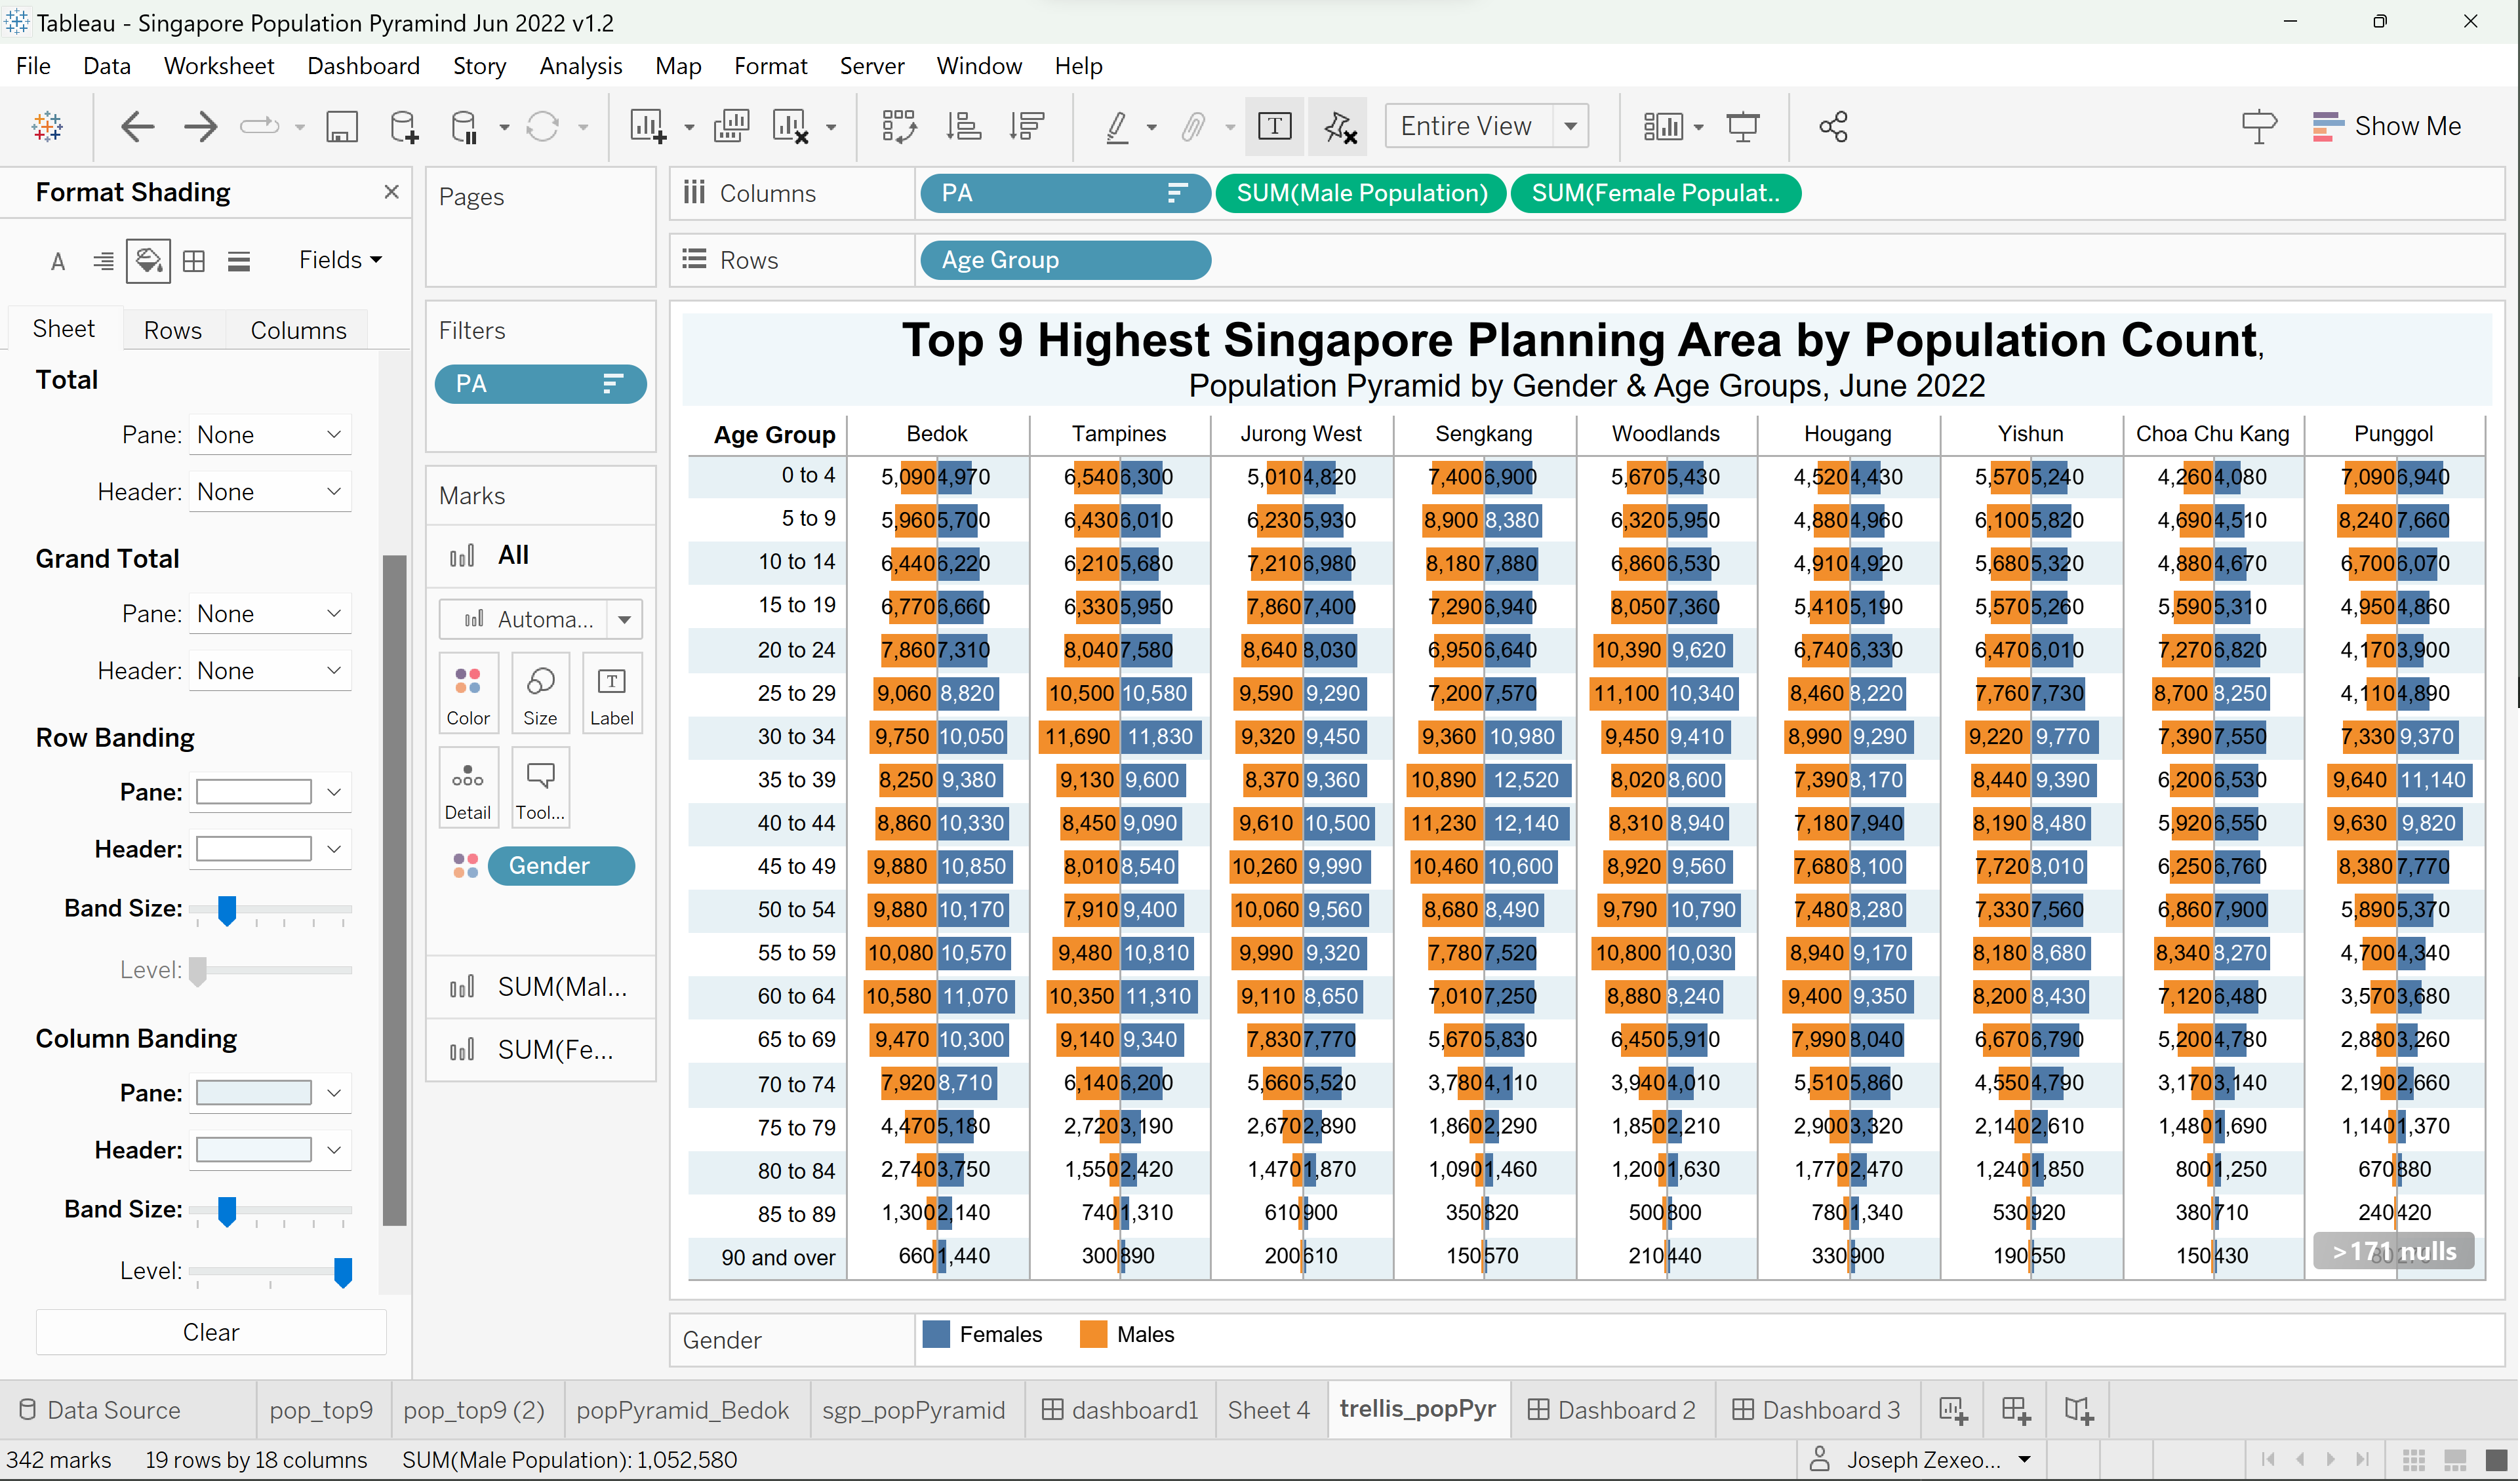 Tableau - Singapore Population Pyramind Jun 2022 v1.2
File Data Worksheet Dashboard Story Analysis Map Format Server Window Help
Entire View Show Me
Format Shading
Fields
Sheet Rows Columns
Total
Pane: None
Header: None
Grand Total
Pane: None
Header: None
Row Banding
Pane:
Header:
Band Size:
Level:
Column Banding
Pane:
Header:
Band Size:
Level:
Clear
Pages
Filters
PA
Marks
All
Automa...
Color Size Label
Detail Tool...
Gender
SUM(Mal...
SUM(Fe...
Columns PA SUM(Male Population) SUM(Female Populat..
Rows Age Group
Top 9 Highest Singapore Planning Area by Population Count,
Population Pyramid by Gender & Age Groups, June 2022
Age Group Bedok Tampines Jurong West Sengkang Woodlands Hougang Yishun Choa Chu Kang Punggol
0 to 4 5,090 4,970 6,540 6,300 5,010 4,820 7,400 6,900 5,670 5,430 4,520 4,430 5,570 5,240 4,260 4,080 7,090 6,940
5 to 9 5,960 5,700 6,430 6,010 6,230 5,930 8,900 8,380 6,320 5,950 4,880 4,960 6,100 5,820 4,690 4,510 8,240 7,660
10 to 14 6,440 6,220 6,210 5,680 7,210 6,980 8,180 7,880 6,860 6,530 4,910 4,920 5,680 5,320 4,880 4,670 6,700 6,070
15 to 19 6,770 6,660 6,330 5,950 7,860 7,400 7,290 6,940 8,050 7,360 5,410 5,190 5,570 5,260 5,590 5,310 4,950 4,860
20 to 24 7,860 7,310 8,040 7,580 8,640 8,030 6,950 6,640 10,390 9,620 6,740 6,330 6,470 6,010 7,270 6,820 4,170 3,900
25 to 29 9,060 8,820 10,500 10,580 9,590 9,290 7,200 7,570 11,100 10,340 8,460 8,220 7,760 7,730 8,700 8,250 4,110 4,890
30 to 34 9,750 10,050 11,690 11,830 9,320 9,450 9,360 10,980 9,450 9,410 8,990 9,290 9,220 9,770 7,390 7,550 7,330 9,370
35 to 39 8,250 9,380 9,130 9,600 8,370 9,360 10,890 12,520 8,020 8,600 7,390 8,170 8,440 9,390 6,200 6,530 9,640 11,140
40 to 44 8,860 10,330 8,450 9,090 9,610 10,500 11,230 12,140 8,310 8,940 7,180 7,940 8,190 8,480 5,920 6,550 9,630 9,820
45 to 49 9,880 10,850 8,010 8,540 10,260 9,990 10,460 10,600 8,920 9,560 7,680 8,100 7,720 8,010 6,250 6,760 8,380 7,770
50 to 54 9,880 10,170 7,910 9,400 10,060 9,560 8,680 8,490 9,790 10,790 7,480 8,280 7,330 7,560 6,860 7,900 5,890 5,370
55 to 59 10,080 10,570 9,480 10,810 9,990 9,320 7,780 7,520 10,800 10,030 8,940 9,170 8,180 8,680 8,340 8,270 4,700 4,340
60 to 64 10,580 11,070 10,350 11,310 9,110 8,650 7,010 7,250 8,880 8,240 9,400 9,350 8,200 8,430 7,120 6,480 3,570 3,680
65 to 69 9,470 10,300 9,140 9,340 7,830 7,770 5,670 5,830 6,450 5,910 7,990 8,040 6,670 6,790 5,200 4,780 2,880 3,260
70 to 74 7,920 8,710 6,140 6,200 5,660 5,520 3,780 4,110 3,940 4,010 5,510 5,860 4,550 4,790 3,170 3,140 2,190 2,660
75 to 79 4,470 5,180 2,720 3,190 2,670 2,890 1,860 2,290 1,850 2,210 2,900 3,320 2,140 2,610 1,480 1,690 1,140 1,370
80 to 84 2,740 3,750 1,550 2,420 1,470 1,870 1,090 1,460 1,200 1,630 1,770 2,470 1,240 1,850 800 1,250 670 880
85 to 89 1,300 2,140 740 1,310 610 900 350 820 500 800 780 1,340 530 920 380 710 240 420
90 and over 660 1,440 300 890 200 610 150 570 210 440 330 900 190 550 150 430
>171 nulls
Gender Females Males
Data Source pop_top9 pop_top9 (2) popPyramid_Bedok sgp_popPyramid dashboard1 Sheet 4 trellis_popPyr Dashboard 2 Dashboard 3
342 marks 19 rows by 18 columns SUM(Male Population): 1,052,580 Joseph Zexeo...